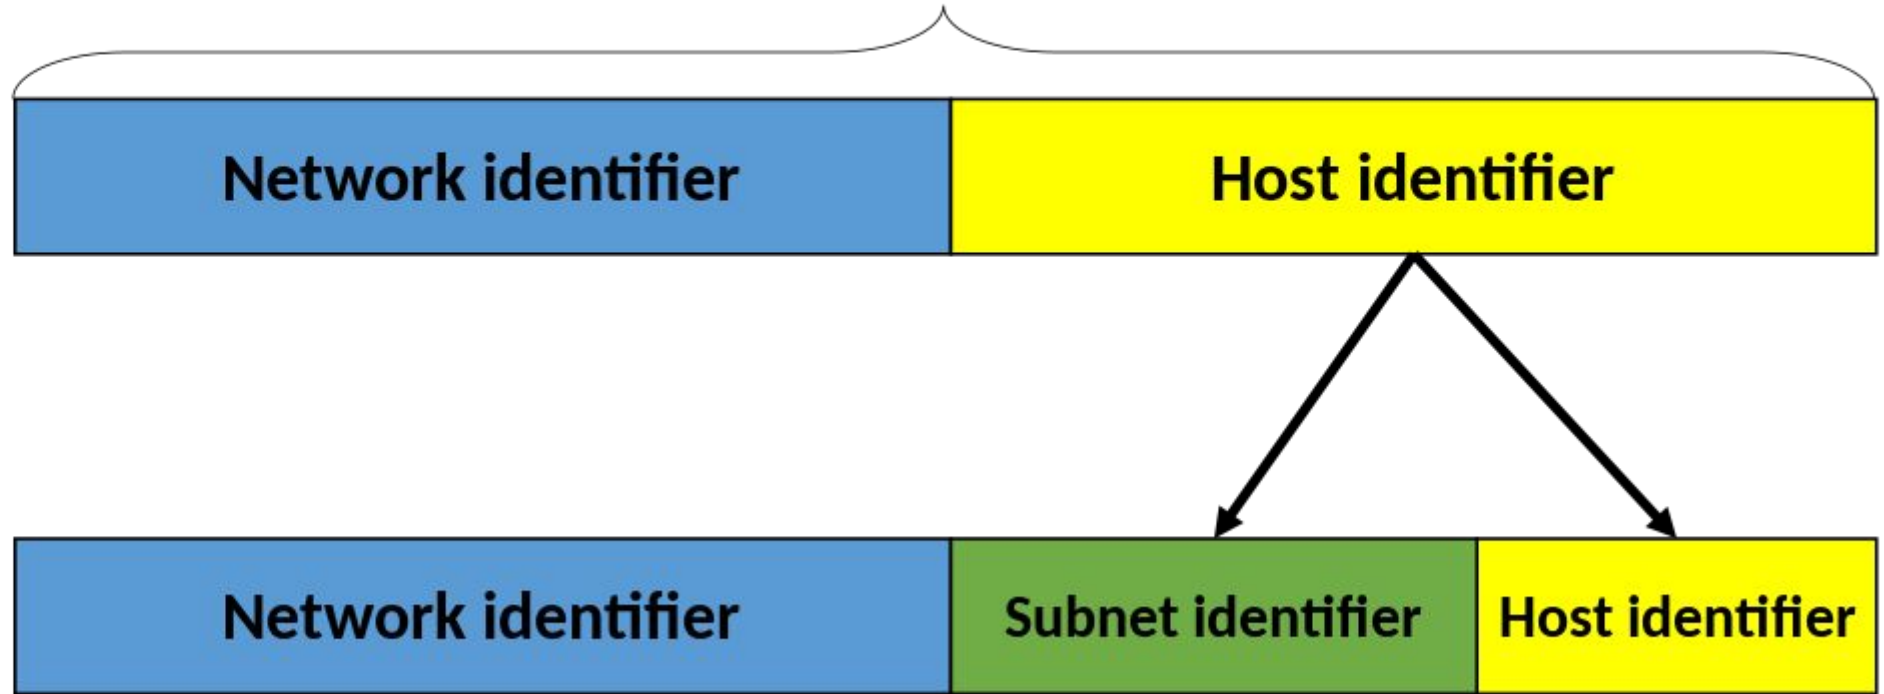 Network identifier
Host identifier
Network identifier
Subnet identifier
Host identifier